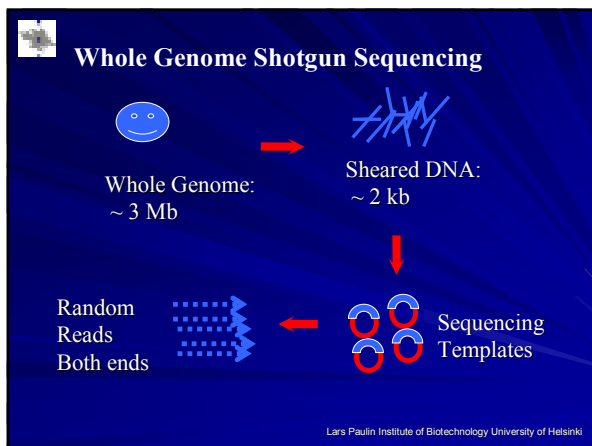 Whole Genome Shotgun Sequencing
Whole Genome:
~ 3 Mb
Sheared DNA:
~ 2 kb
Sequencing
Templates
Random
Reads
Both ends
Lars Paulin Institute of Biotechnology University of Helsinki